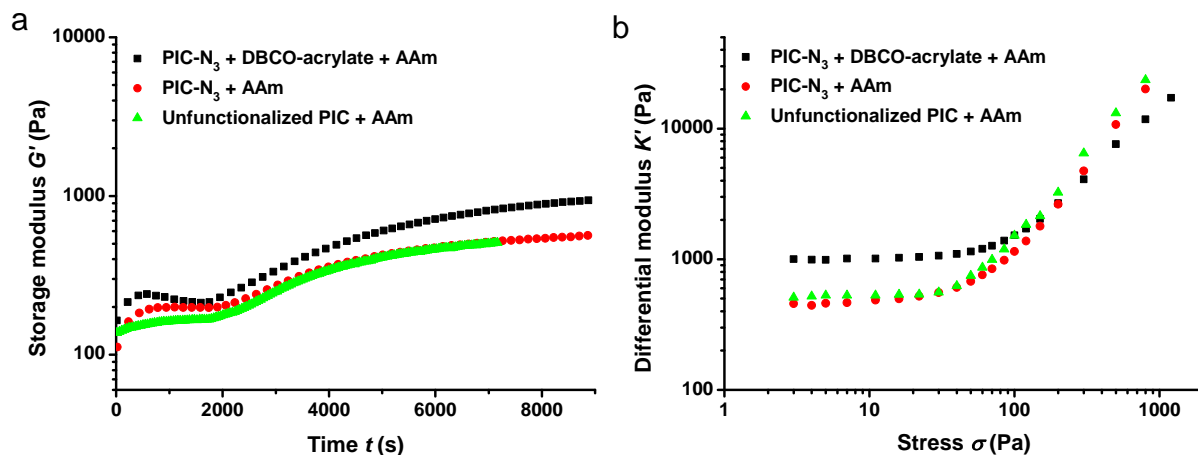 a
10000
1000
100
Storage modulus G' (Pa)
PIC-N3 + DBCO-acrylate + AAm
PIC-N3 + AAm
Unfunctionalized PIC + AAm
0 2000 4000 6000 8000
Time t (s)
b
10000
1000
100
Differential modulus K' (Pa)
PIC-N3 + DBCO-acrylate + AAm
PIC-N3 + AAm
Unfunctionalized PIC + AAm
1 10 100 1000
Stress σ (Pa)